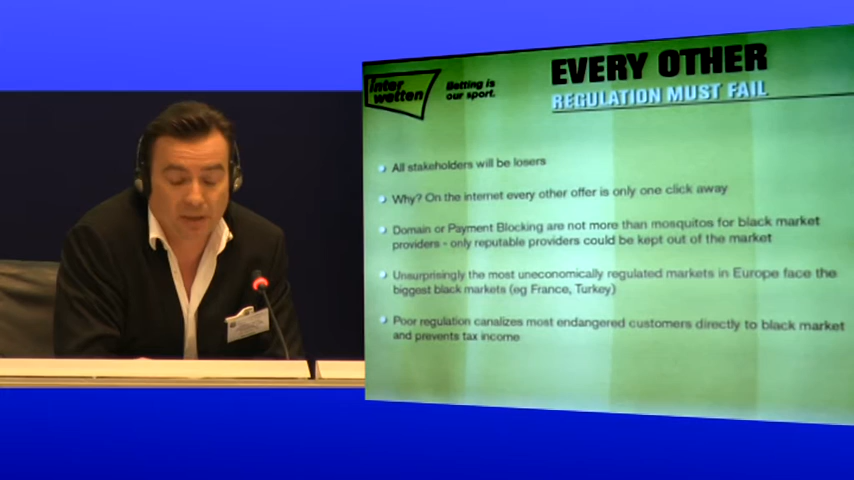 Inter
wetten
Betting is
our sport.
EVERY OTHER
REGULATION MUST FAIL
All stakeholders will be losers
Why? On the internet every other offer is only one click away
Domain or Payment Blocking are not more than mosquitos for black market
providers - only reputable providers could be kept out of the market
Unsurprisingly the most uneconomically regulated markets in Europe face the
biggest black markets (eg France, Turkey)
Poor regulation canalizes most endangered customers directly to black market
and prevents tax income